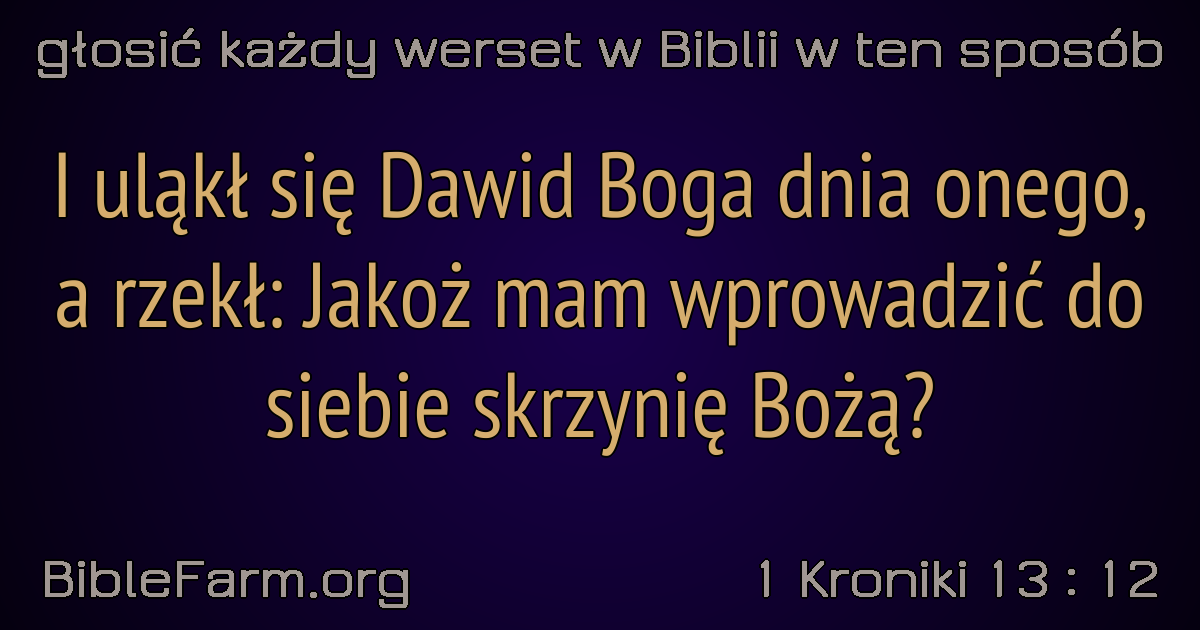 głosić każdy werset w Biblii w ten sposób
I uląkł się Dawid Boga dnia onego,
a rzekł: Jakoż mam wprowadzić do
siebie skrzynię Bożą?
BibleFarm.org
1 Kroniki 13 : 12